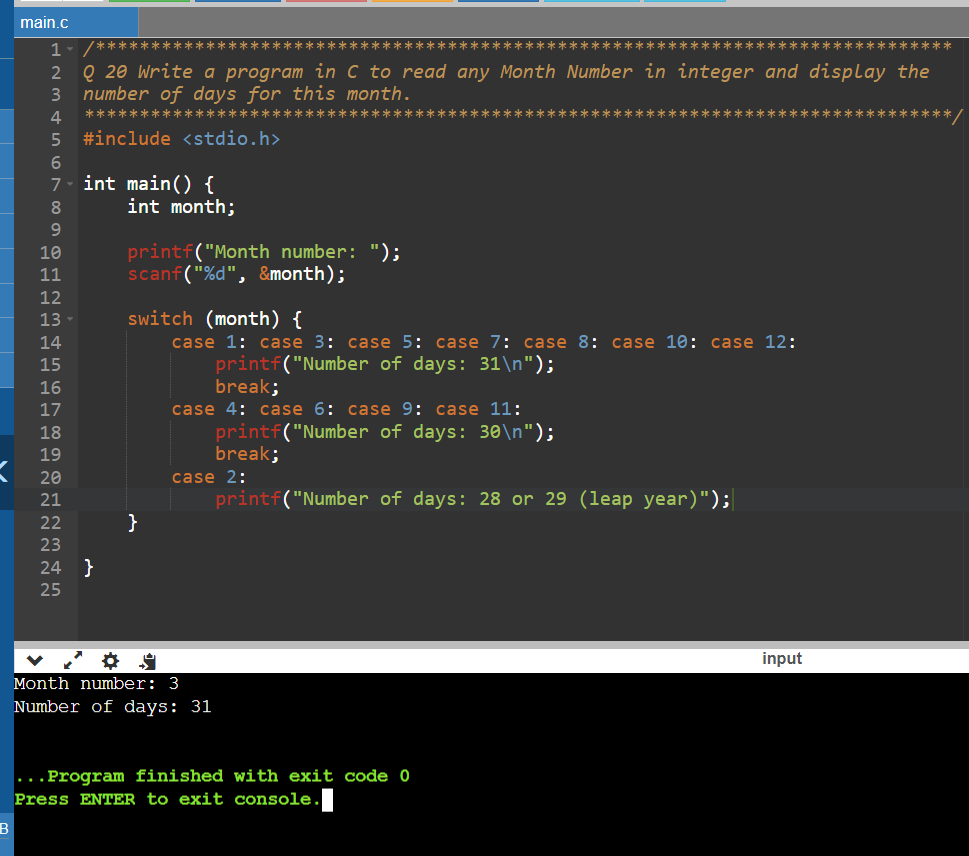 main.c
1 /******************************************************************************
2 Q 20 Write a program in C to read any Month Number in integer and display the
3 number of days for this month.
4 *******************************************************************************/
5 #include <stdio.h>
6
7 int main() {
8     int month;
9
10     printf("Month number: ");
11     scanf("%d", &month);
12
13     switch (month) {
14         case 1: case 3: case 5: case 7: case 8: case 10: case 12:
15             printf("Number of days: 31\n");
16             break;
17         case 4: case 6: case 9: case 11:
18             printf("Number of days: 30\n");
19             break;
20         case 2:
21             printf("Number of days: 28 or 29 (leap year)");
22     }
23
24 }
25
input
Month number: 3
Number of days: 31
...Program finished with exit code 0
Press ENTER to exit console.
B